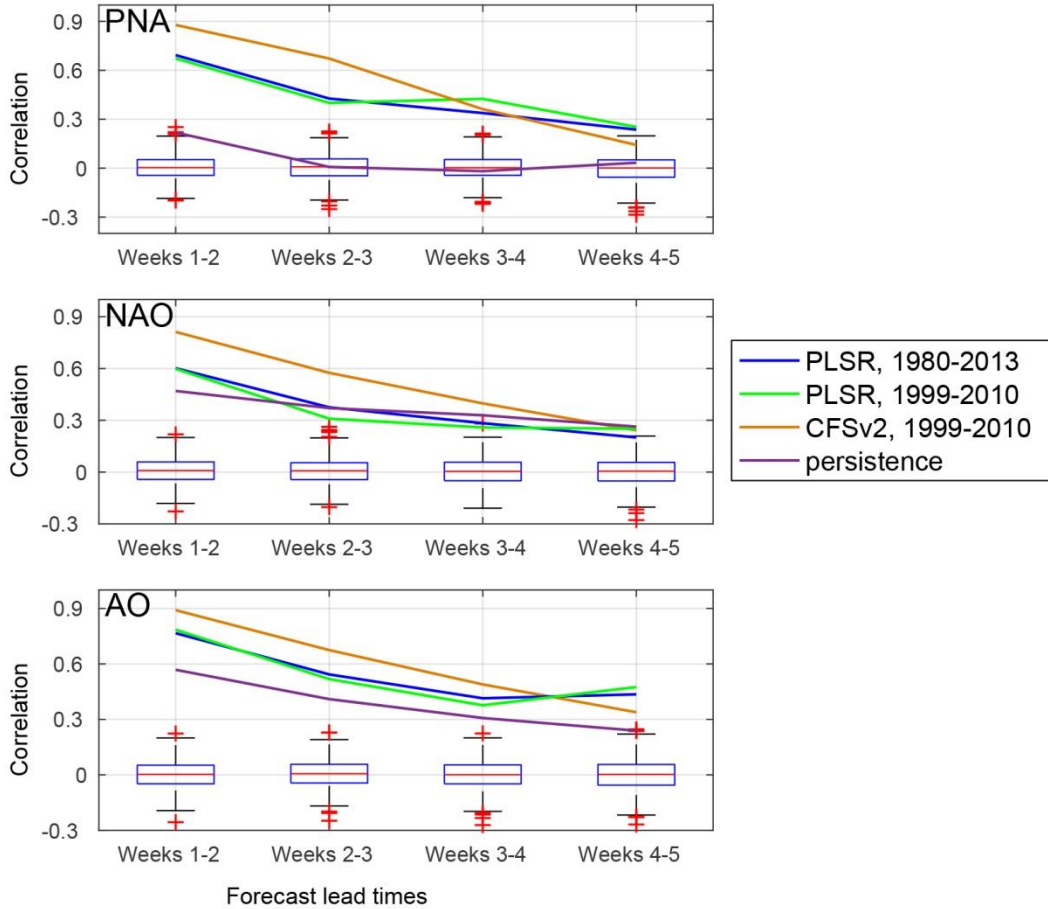 PNA
0.9
0.6
0.3
0
-0.3
Correlation
Weeks 1-2 Weeks 2-3 Weeks 3-4 Weeks 4-5
NAO
0.9
0.6
0.3
0
-0.3
Correlation
Weeks 1-2 Weeks 2-3 Weeks 3-4 Weeks 4-5
PLSR, 1980-2013
PLSR, 1999-2010
CFSv2, 1999-2010
persistence
AO
0.9
0.6
0.3
0
-0.3
Correlation
Weeks 1-2 Weeks 2-3 Weeks 3-4 Weeks 4-5
Forecast lead times